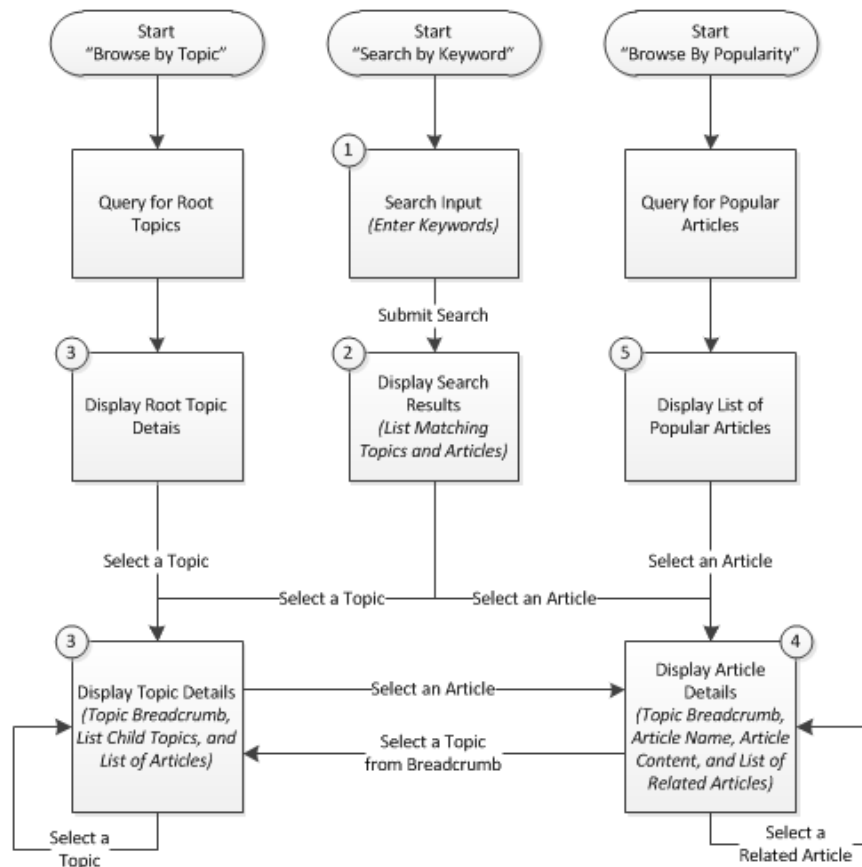 Start
“Browse by Topic”
Start
“Search by Keyword”
Start
“Browse By Popularity”
Query for Root
Topics
1
Search Input
(Enter Keywords)
Query for Popular
Articles
Submit Search
3
Display Root Topic
Detais
2
Display Search
Results
(List Matching
Topics and Articles)
5
Display List of
Popular Articles
Select a Topic
Select an Article
Select a Topic
Select an Article
3
Display Topic Details
(Topic Breadcrumb,
List Child Topics, and
List of Articles)
Select an Article
Select a Topic
from Breadcrumb
4
Display Article
Details
(Topic Breadcrumb,
Article Name, Article
Content, and List of
Related Articles)
Select a
Topic
Select a
Related Article